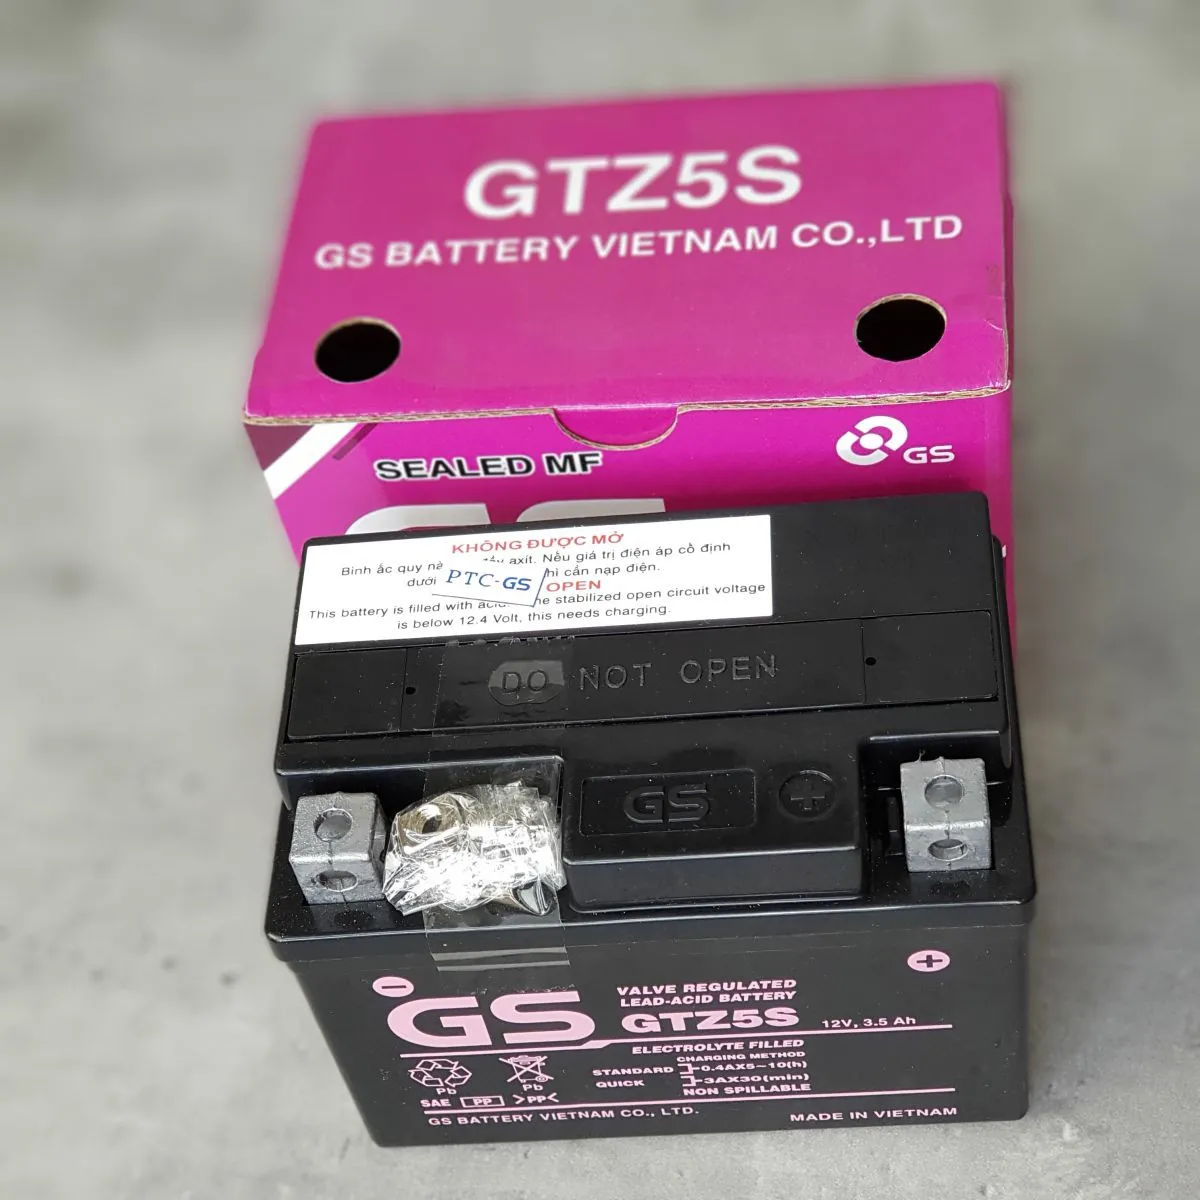 GTZ5S
GS BATTERY VIETNAM CO.,LTD
SEALED MF
GS
KHÔNG ĐƯỢC MỞ
Bình ắc quy axit. Nếu giá trị điện áp cố định
dưới cần nạp điện.
PTC-GS
OPEN
This battery is filled with stabilized open circuit voltage
is below 12.4 Volt, this needs charging.
DO NOT OPEN
GS +
- +
GS
VALVE REGULATED
LEAD-ACID BATTERY
GTZ5S 12V, 3.5 Ah
ELECTROLYTE FILLED
CHARGING METHOD
STANDARD 0.4AX5~10(h)
QUICK 3AX30(min)
NON SPILLABLE
Pb Pb
SAE PP >PP<
GS BATTERY VIETNAM CO., LTD.
MADE IN VIETNAM